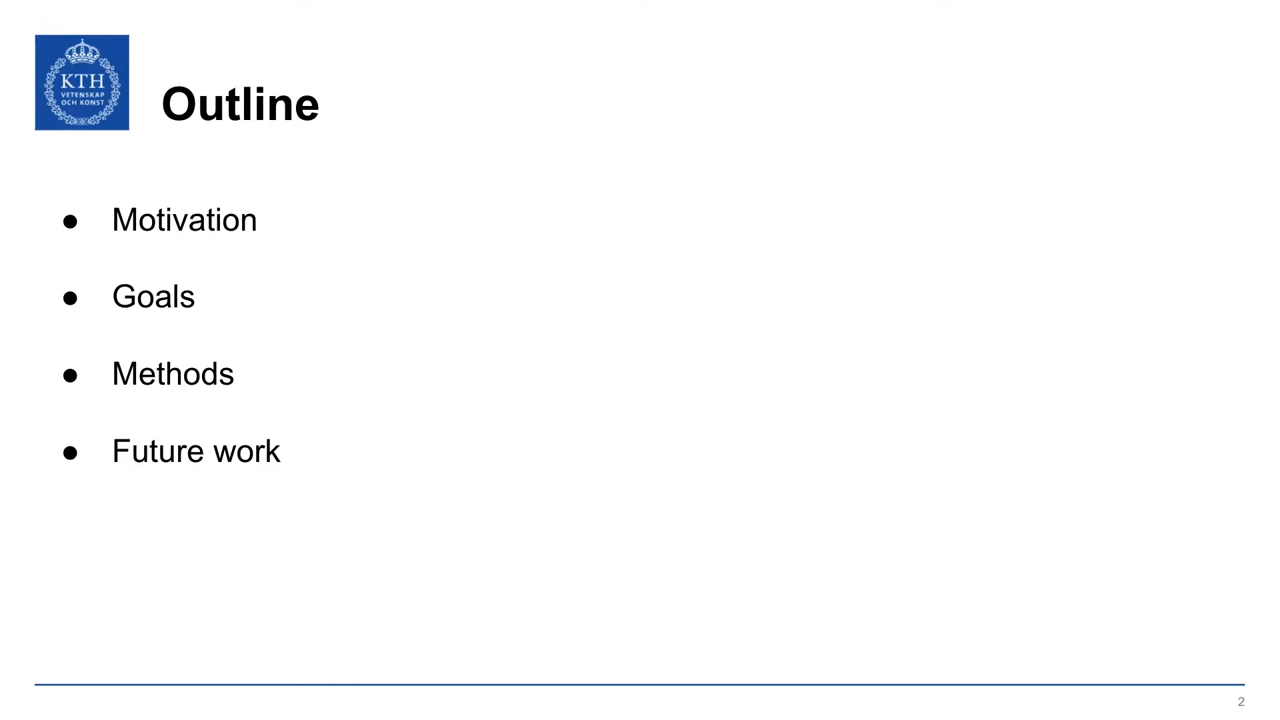 KTH
VETENSKAP
OCH KONST
Outline
● Motivation
● Goals
● Methods
● Future work
2